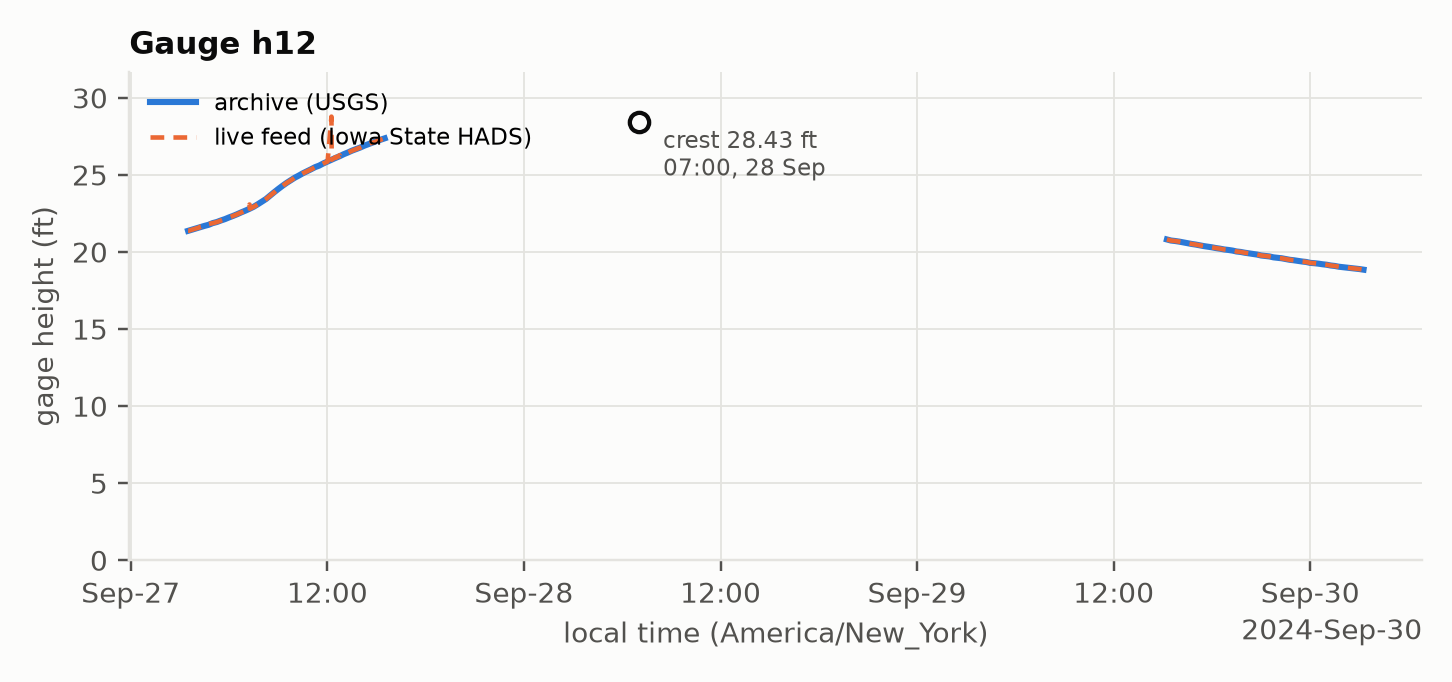 Gauge h12
archive (USGS)
live feed (Iowa State HADS)
crest 28.43 ft
07:00, 28 Sep
gage height (ft)
30
25
20
15
10
5
0
Sep-27 12:00 Sep-28 12:00 Sep-29 12:00 Sep-30
local time (America/New_York)
2024-Sep-30